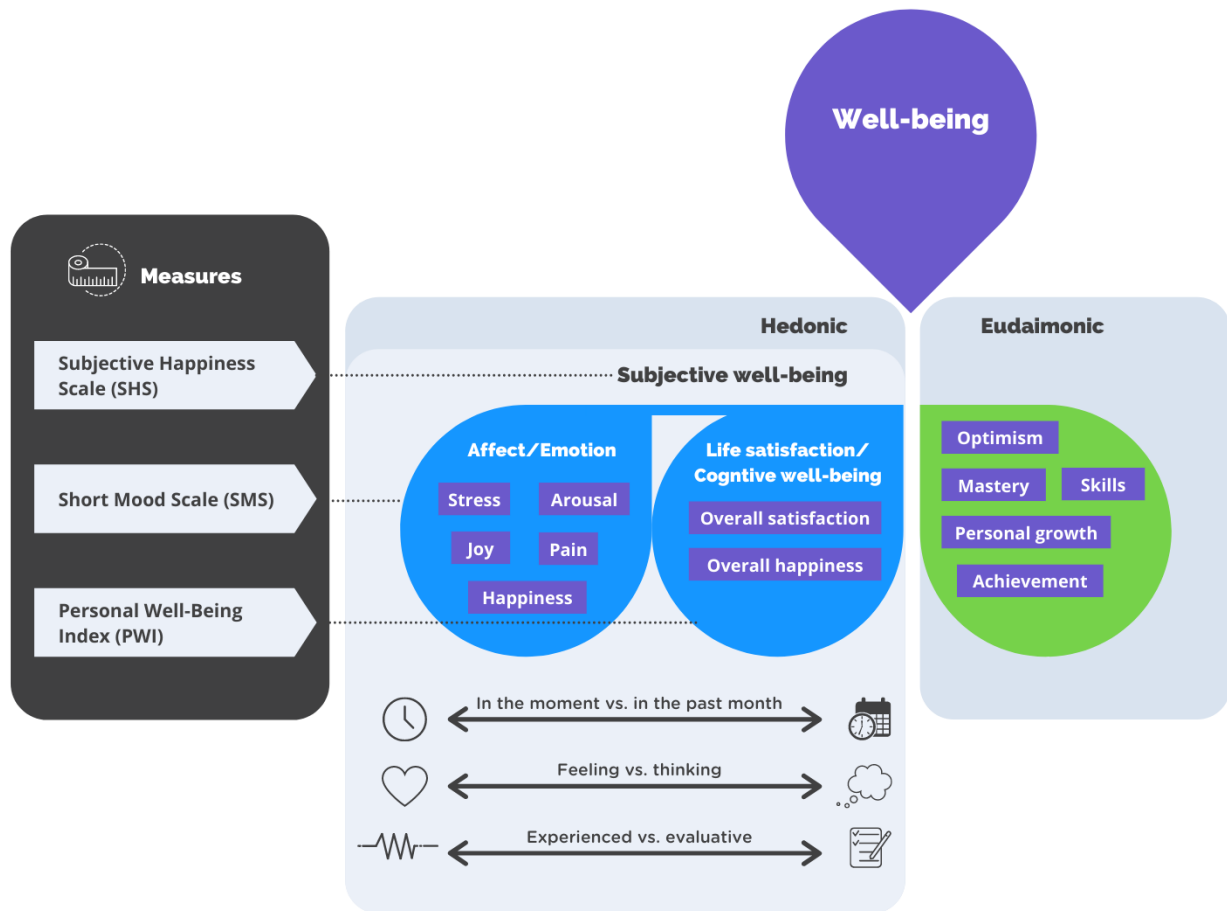 Well-being
Measures
Subjective Happiness
Scale (SHS)
Short Mood Scale (SMS)
Personal Well-Being
Index (PWI)
Hedonic
Subjective well-being
Affect/Emotion
Stress
Arousal
Joy
Pain
Happiness
Life satisfaction/
Cogntive well-being
Overall satisfaction
Overall happiness
In the moment vs. in the past month
Feeling vs. thinking
Experienced vs. evaluative
Eudaimonic
Optimism
Mastery
Skills
Personal growth
Achievement